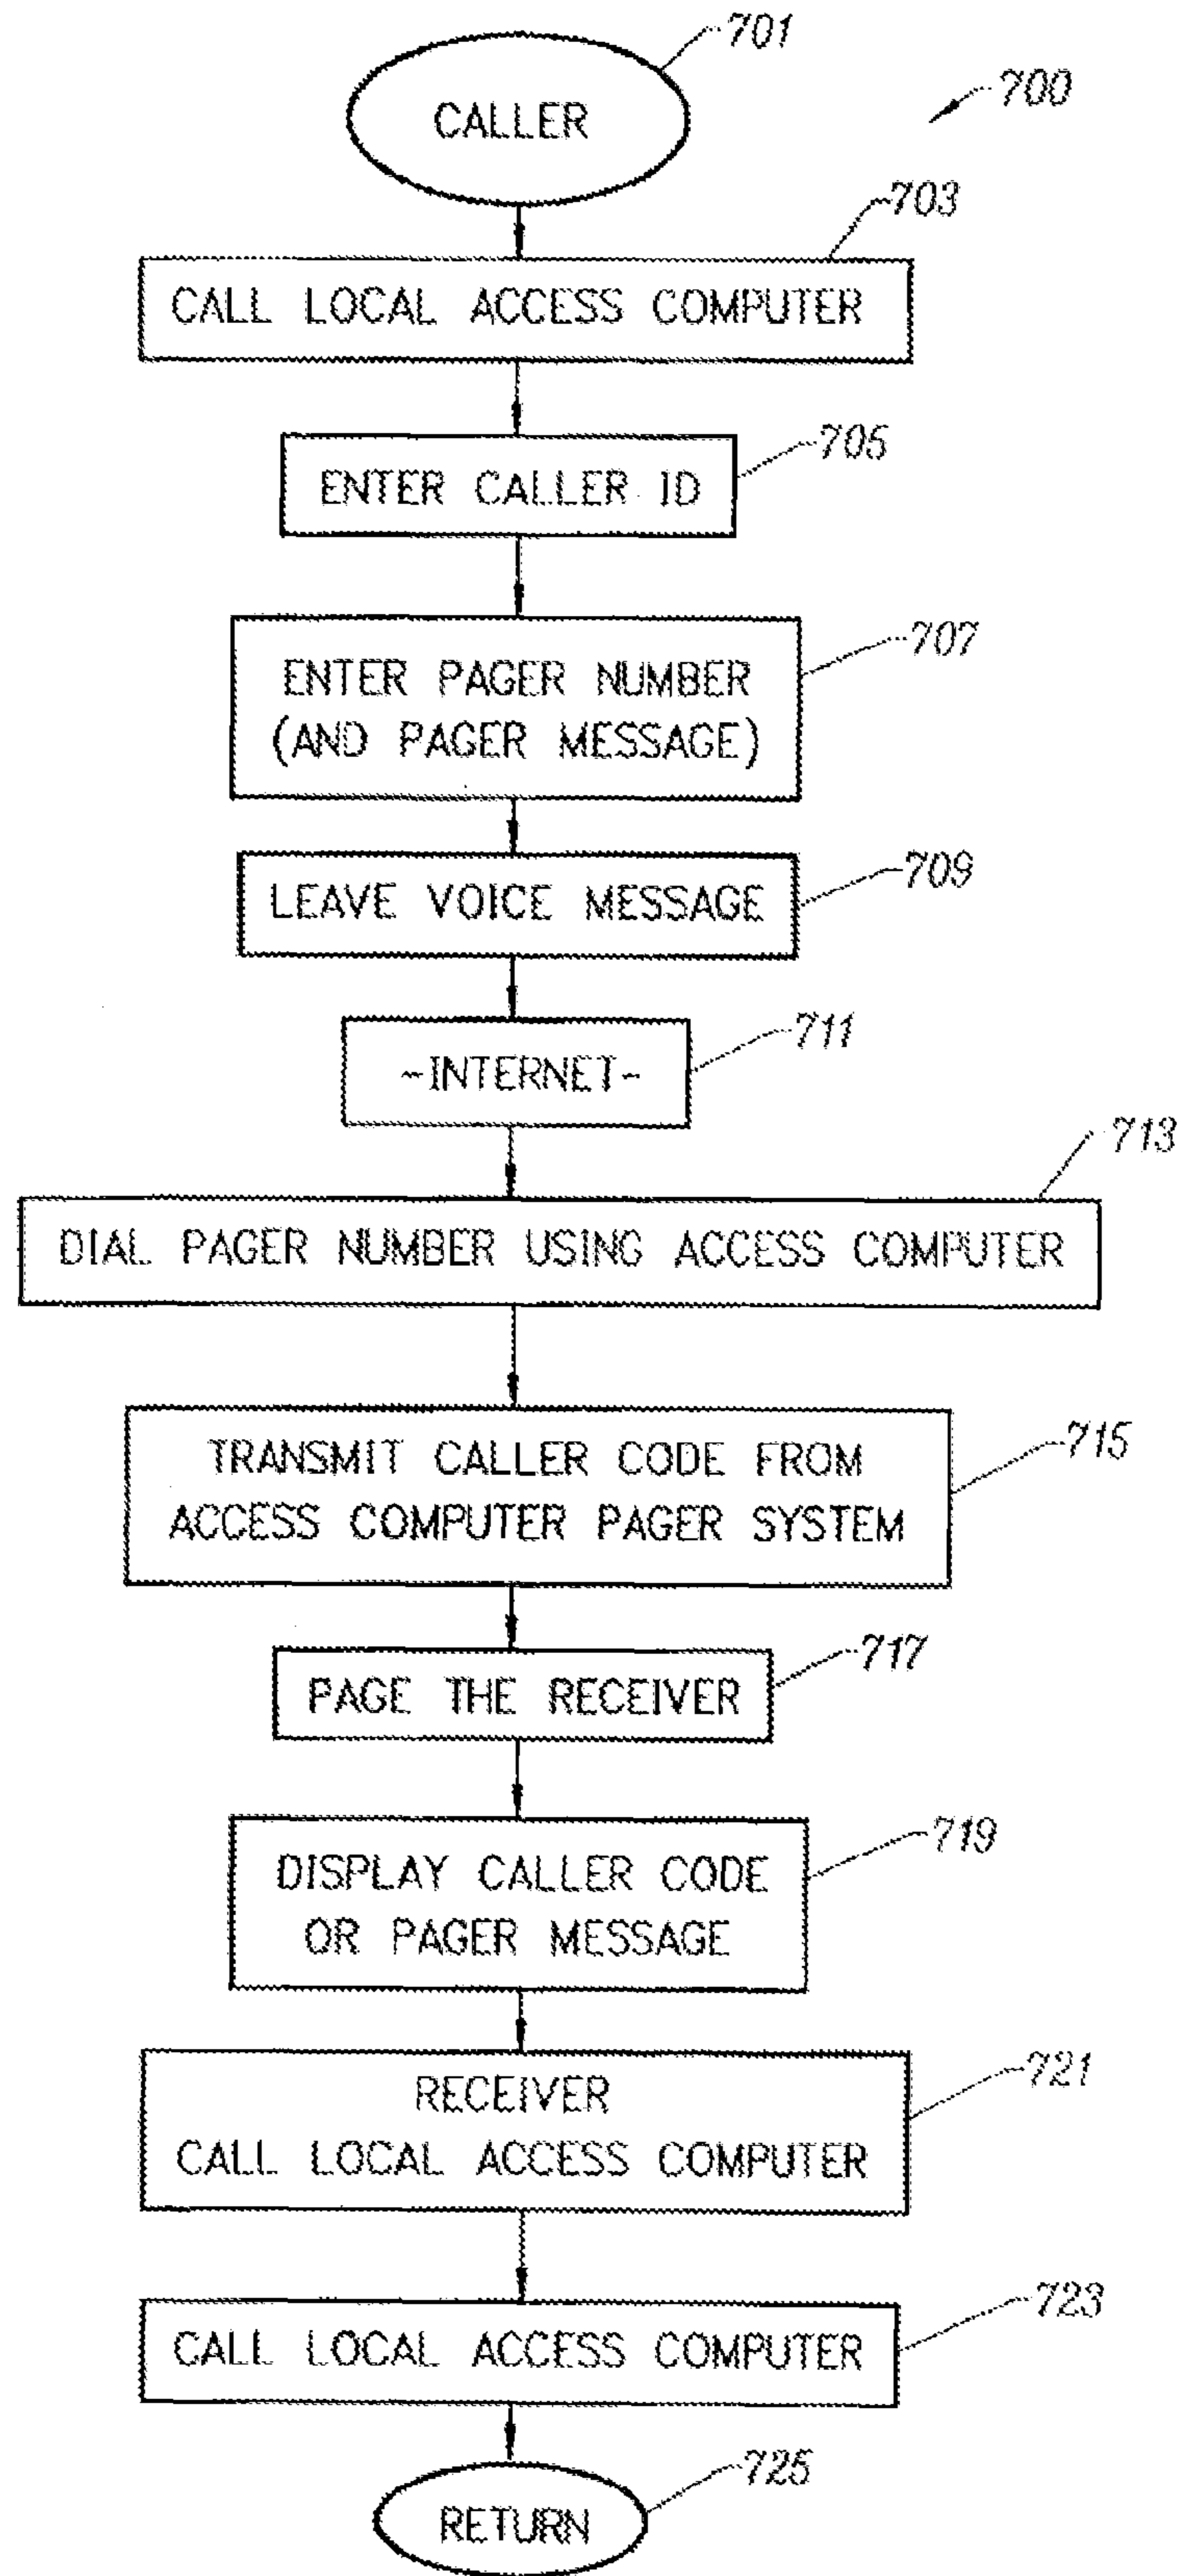 701
CALLER
700
703
CALL LOCAL ACCESS COMPUTER
705
ENTER CALLER ID
707
ENTER PAGER NUMBER
(AND PAGER MESSAGE)
709
LEAVE VOICE MESSAGE
711
~INTERNET~
713
DIAL PAGER NUMBER USING ACCESS COMPUTER
715
TRANSMIT CALLER CODE FROM
ACCESS COMPUTER PAGER SYSTEM
717
PAGE THE RECEIVER
719
DISPLAY CALLER CODE
OR PAGER MESSAGE
721
RECEIVER
CALL LOCAL ACCESS COMPUTER
723
CALL LOCAL ACCESS COMPUTER
725
RETURN